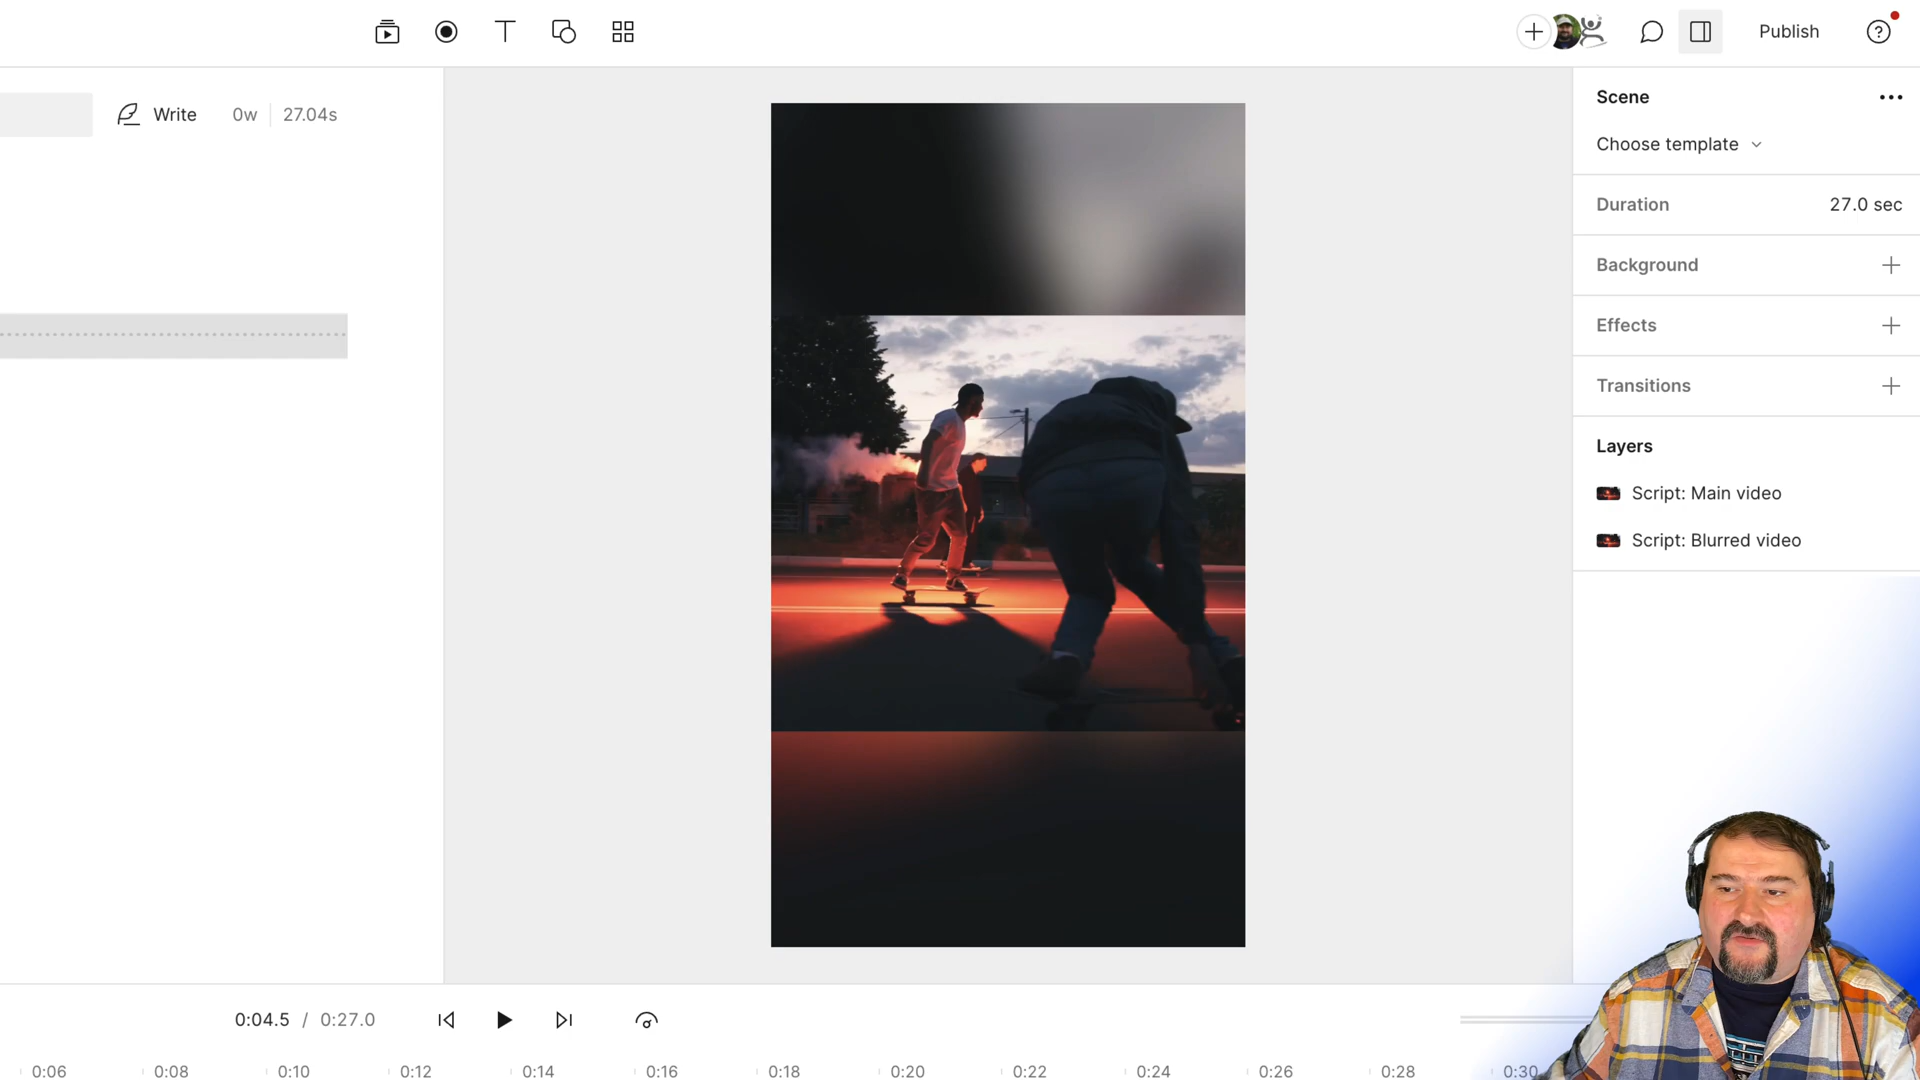 T
Publish
Write
0w
27.04s
Scene
Choose template
Duration
27.0 sec
Background
Effects
Transitions
Layers
Script: Main video
Script: Blurred video
0:04.5 / 0:27.0
0:06
0:08
0:10
0:12
0:14
0:16
0:18
0:20
0:22
0:24
0:26
0:28
0:30